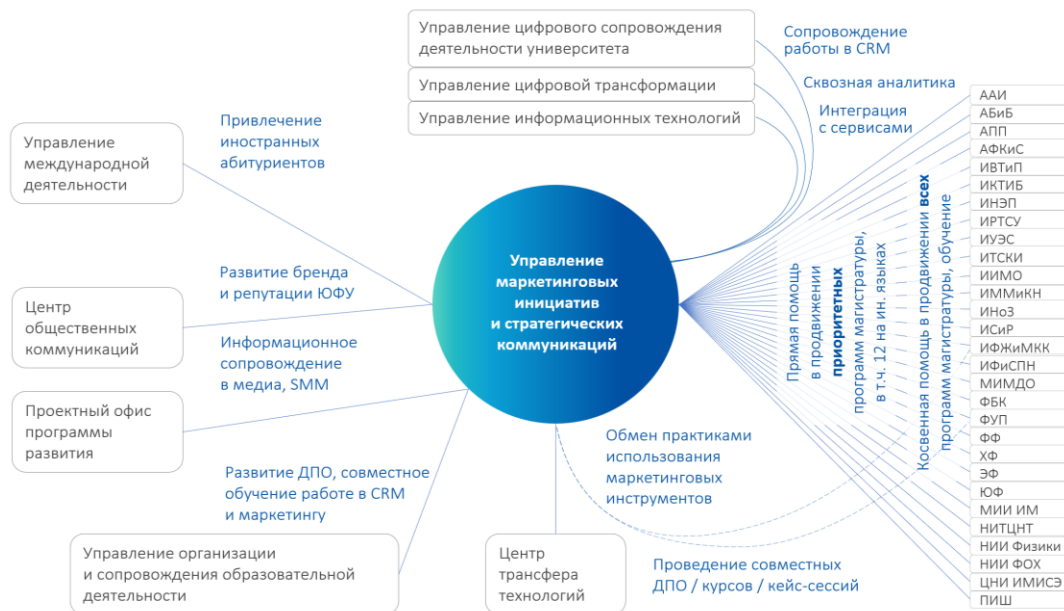 Управление цифрового сопровождения
деятельности университета
Управление цифровой трансформации
Управление информационных технологий
Сопровождение
работы в CRM
Сквозная аналитика
Интеграция
с сервисами
Управление
международной
деятельности
Привлечение
иностранных
абитуриентов
Центр
общественных
коммуникаций
Развитие бренда
и репутации ЮФУ
Информационное
сопровождение
в медиа, SMM
Проектный офис
программы
развития
Развитие ДПО, совместное
обучение работе в CRM
и маркетингу
Управление организации
и сопровождения образовательной
деятельности
Управление
маркетинговых
инициатив
и стратегических
коммуникаций
Центр
трансфера
технологий
Обмен практиками
использования
маркетинговых
инструментов
Проведение совместных
ДПО / курсов / кейс-сессий
Прямая помощь
в продвижении
приоритетных
программ магистратуры,
в т.ч. 12 на ин. языках
Косвенная помощь в продвижении всех
программ магистратуры, обучение
ААИ
АБиБ
АПП
АФКиС
ИВТиП
ИКТИБ
ИНЭП
ИРТСУ
ИУЭС
ИТСКИ
ИИМО
ИММиКН
ИНоЗ
ИСиР
ИФЖиМКК
ИФиСПН
МИМДО
ФБК
ФУП
ФФ
ХФ
ЭФ
ЮФ
МИИ ИМ
НИТЦНТ
НИИ Физики
НИИ ФОХ
ЦНИ ИМИСЭ
ПИШ